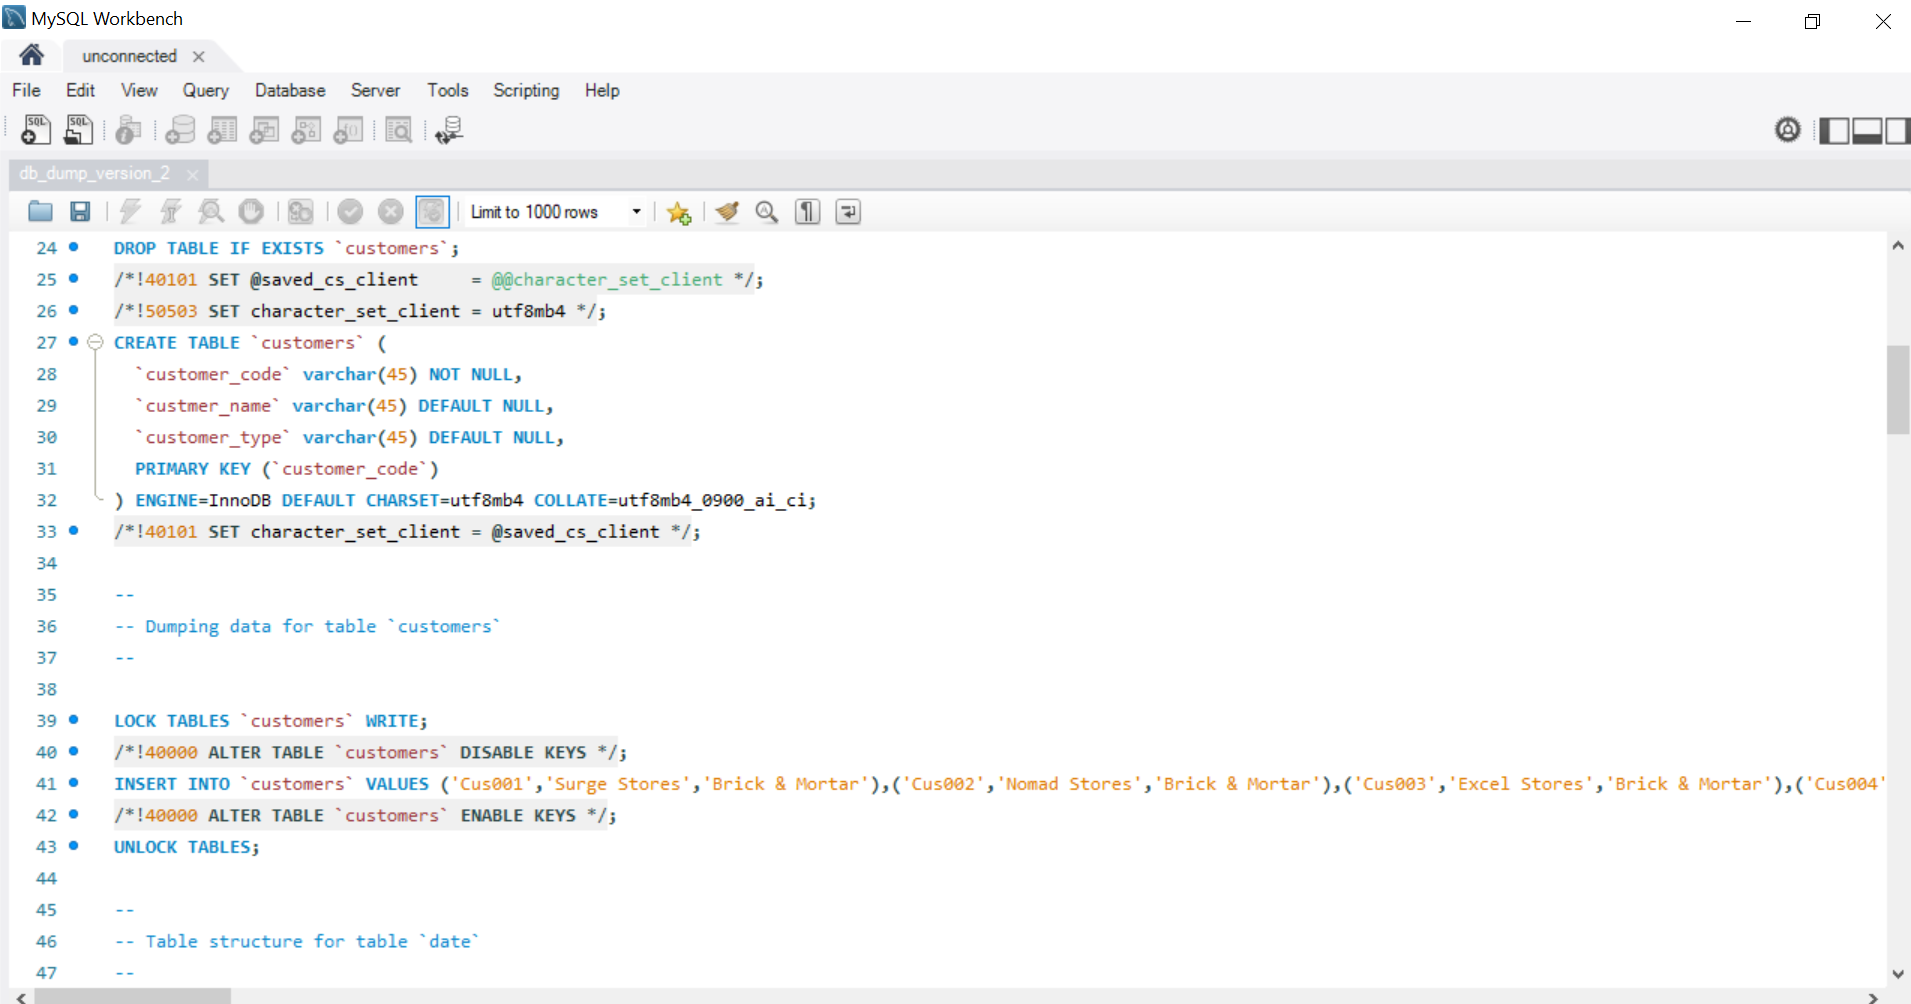 MySQL Workbench
unconnected
File Edit View Query Database Server Tools Scripting Help
SQL SQL
db_dump_version_2
Limit to 1000 rows
24 DROP TABLE IF EXISTS `customers`;
25 /*!40101 SET @saved_cs_client     = @@character_set_client */;
26 /*!50503 SET character_set_client = utf8mb4 */;
27 CREATE TABLE `customers` (
28   `customer_code` varchar(45) NOT NULL,
29   `custmer_name` varchar(45) DEFAULT NULL,
30   `customer_type` varchar(45) DEFAULT NULL,
31   PRIMARY KEY (`customer_code`)
32 ) ENGINE=InnoDB DEFAULT CHARSET=utf8mb4 COLLATE=utf8mb4_0900_ai_ci;
33 /*!40101 SET character_set_client = @saved_cs_client */;
34
35 --
36 -- Dumping data for table `customers`
37 --
38
39 LOCK TABLES `customers` WRITE;
40 /*!40000 ALTER TABLE `customers` DISABLE KEYS */;
41 INSERT INTO `customers` VALUES ('Cus001','Surge Stores','Brick & Mortar'),('Cus002','Nomad Stores','Brick & Mortar'),('Cus003','Excel Stores','Brick & Mortar'),('Cus004'
42 /*!40000 ALTER TABLE `customers` ENABLE KEYS */;
43 UNLOCK TABLES;
44
45 --
46 -- Table structure for table `date`
47 --